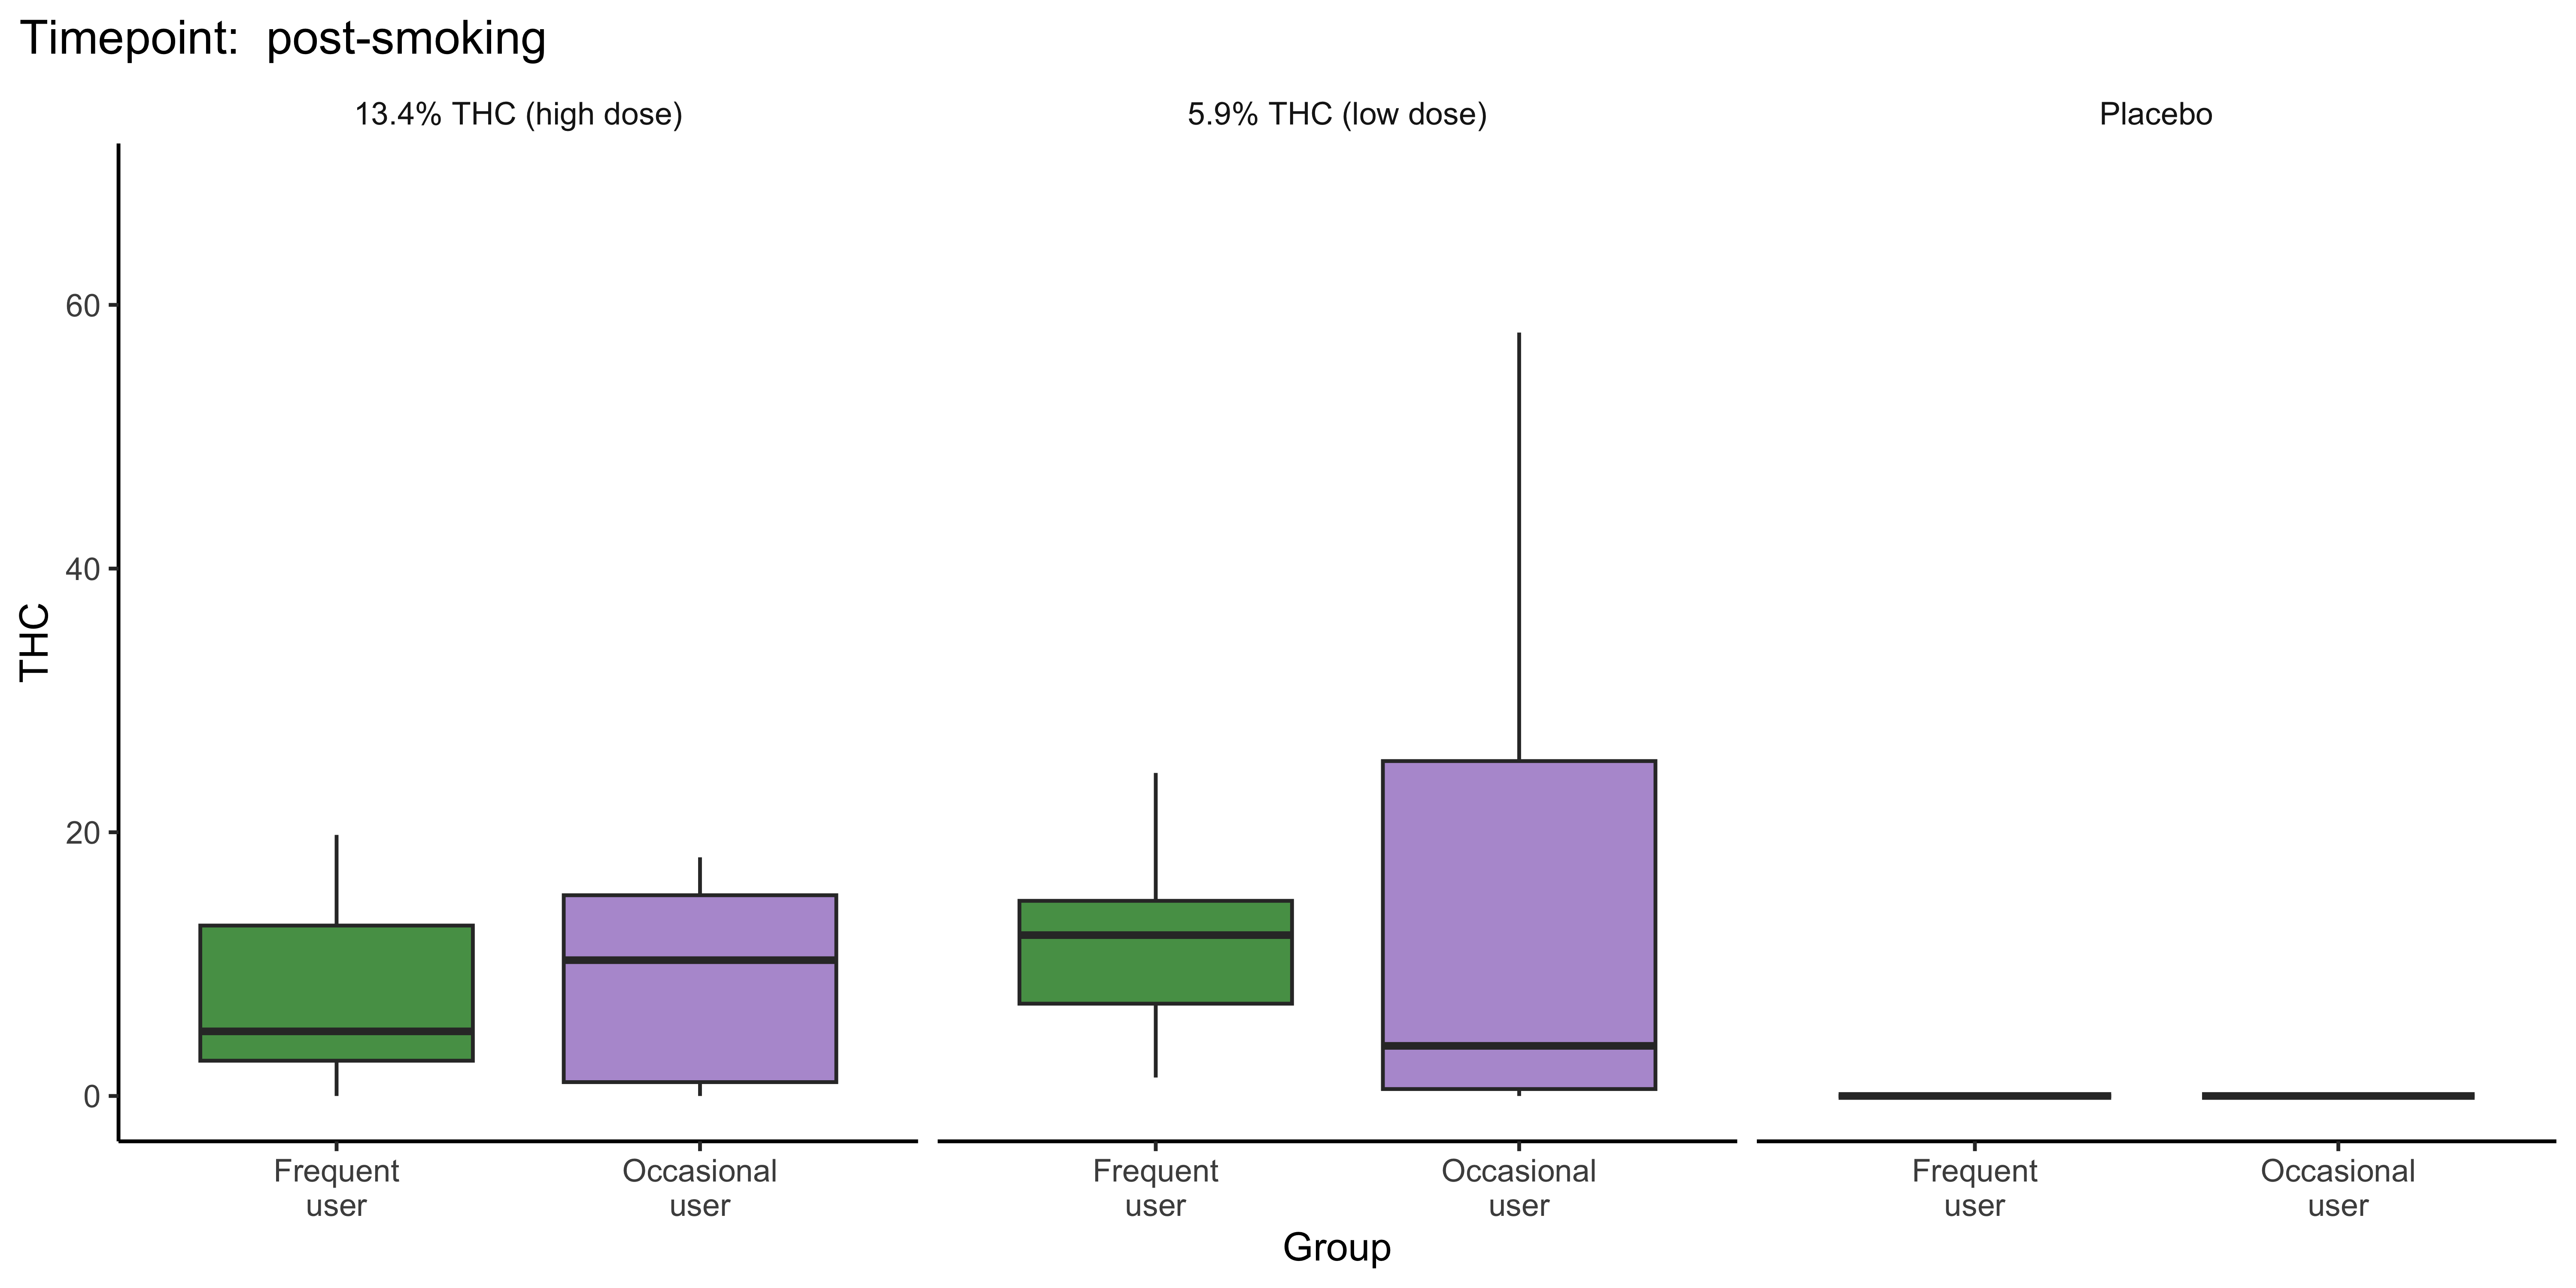 Timepoint:  post-smoking
13.4% THC (high dose)
5.9% THC (low dose)
Placebo
THC
60
40
20
0
Frequent
user
Occasional
user
Frequent
user
Occasional
user
Frequent
user
Occasional
user
Group